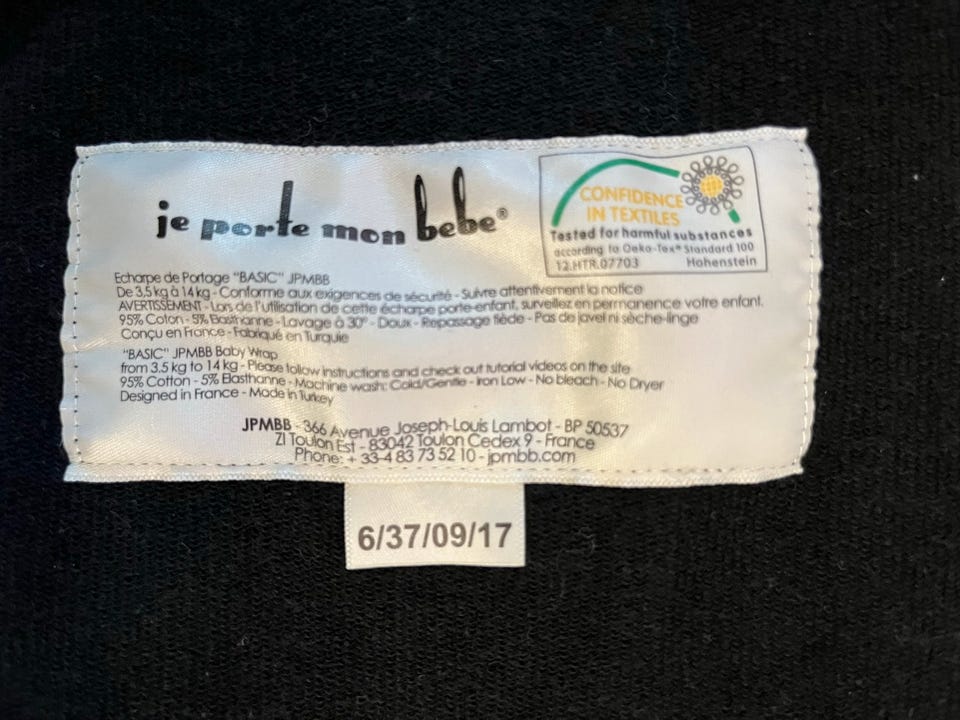 je porte mon bebe®
CONFIDENCE
IN TEXTILES
Tested for harmful substances
according to Oeko-Tex® Standard 100
12.HTR.07703 Hohenstein
Echarpe de Portage "BASIC" JPMBB
De 3,5 kg à 14 kg - Conforme aux exigences de sécurité - Suivre attentivement la notice
AVERTISSEMENT - Lors de l'utilisation de cette écharpe porte-enfant, surveillez en permanence votre enfant.
95% Coton - 5% Elasthanne - Lavage à 30° - Doux - Repassage tiède - Pas de javel ni sèche-linge
Conçu en France - Fabriqué en Turquie
"BASIC" JPMBB Baby Wrap
from 3.5 kg to 14 kg - Please follow instructions and check out tutorial videos on the site
95% Cotton - 5% Elasthanne - Machine wash: Cold/Gentle - Iron Low - No bleach - No Dryer
Designed in France - Made in Turkey
JPMBB - 366 Avenue Joseph-Louis Lambot - BP 50537
ZI Toulon Est - 83042 Toulon Cedex 9 - France
Phone: + 33 4 83 73 52 10 - jpmbb.com
6/37/09/17